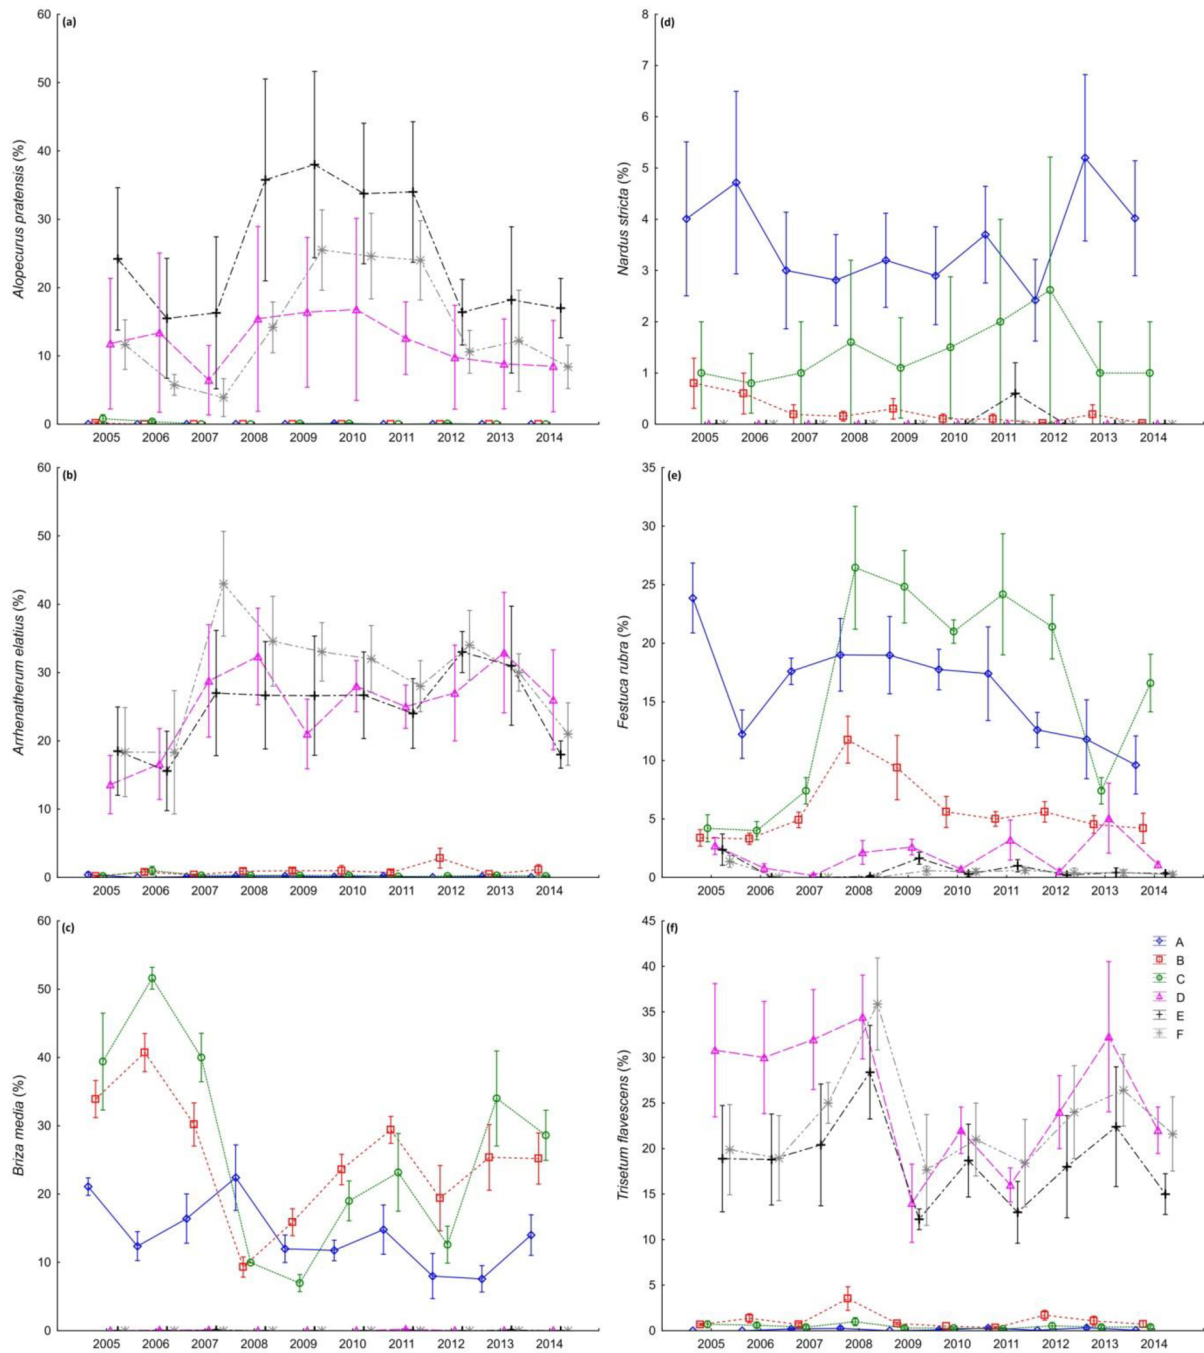 (a)
Alopecurus pratensis (%)
60
50
40
30
20
10
0
2005 2006 2007 2008 2009 2010 2011 2012 2013 2014
(b)
Arrhenatherum elatius (%)
60
50
40
30
20
10
0
2005 2006 2007 2008 2009 2010 2011 2012 2013 2014
(c)
Briza media (%)
60
50
40
30
20
10
0
2005 2006 2007 2008 2009 2010 2011 2012 2013 2014
(d)
Nardus stricta (%)
8
7
6
5
4
3
2
1
0
2005 2006 2007 2008 2009 2010 2011 2012 2013 2014
(e)
Festuca rubra (%)
35
30
25
20
15
10
5
0
2005 2006 2007 2008 2009 2010 2011 2012 2013 2014
(f)
Trisetum flavescens (%)
45
40
35
30
25
20
15
10
5
0
2005 2006 2007 2008 2009 2010 2011 2012 2013 2014
A
B
C
D
E
F